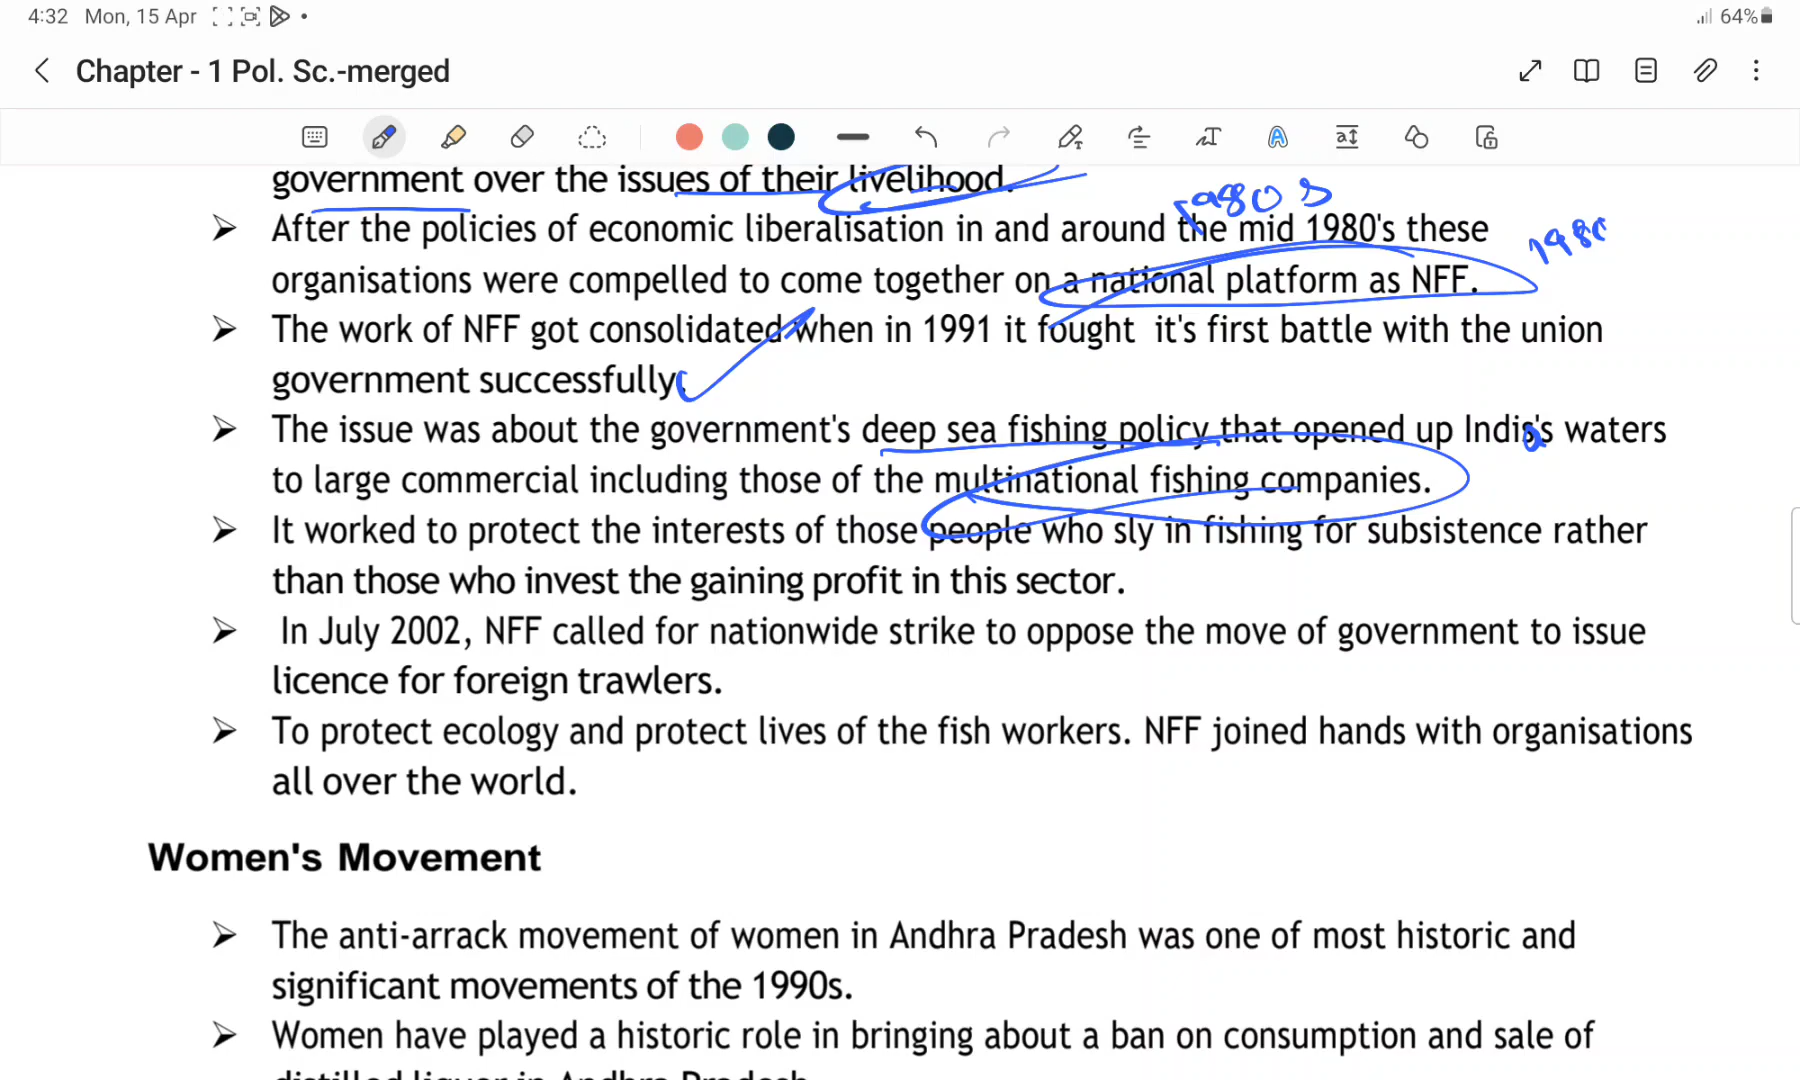 4:32 Mon, 15 Apr
64%
Chapter - 1 Pol. Sc.-merged
government over the issues of their livelihood.
1980s
After the policies of economic liberalisation in and around the mid 1980's these
198
organisations were compelled to come together on a national platform as NFF.
The work of NFF got consolidated when in 1991 it fought it's first battle with the union
government successfully.
The issue was about the government's deep sea fishing policy that opened up India's waters
to large commercial including those of the multinational fishing companies.
It worked to protect the interests of those people who sly in fishing for subsistence rather
than those who invest the gaining profit in this sector.
In July 2002, NFF called for nationwide strike to oppose the move of government to issue
licence for foreign trawlers.
To protect ecology and protect lives of the fish workers. NFF joined hands with organisations
all over the world.
Women's Movement
The anti-arrack movement of women in Andhra Pradesh was one of most historic and
significant movements of the 1990s.
Women have played a historic role in bringing about a ban on consumption and sale of
distilled liquor in Andhra Pradesh